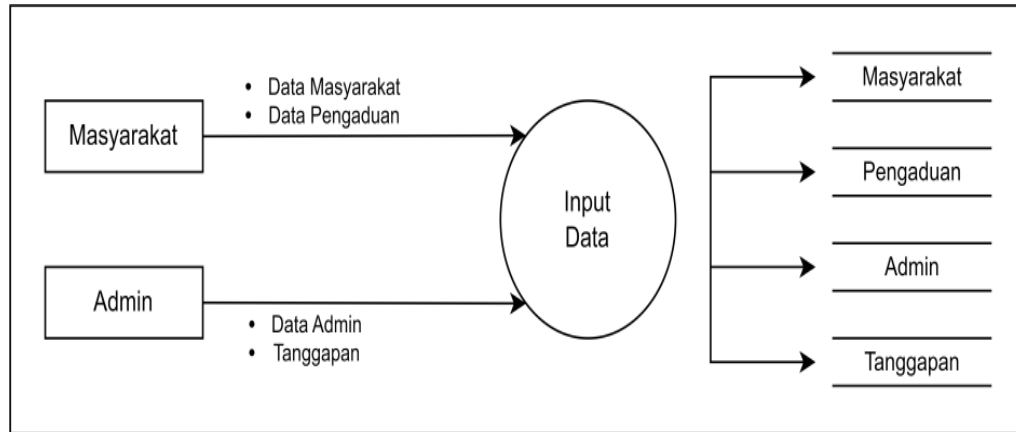 Masyarakat
• Data Masyarakat
• Data Pengaduan
Admin
• Data Admin
• Tanggapan
Input
Data
Masyarakat
Pengaduan
Admin
Tanggapan